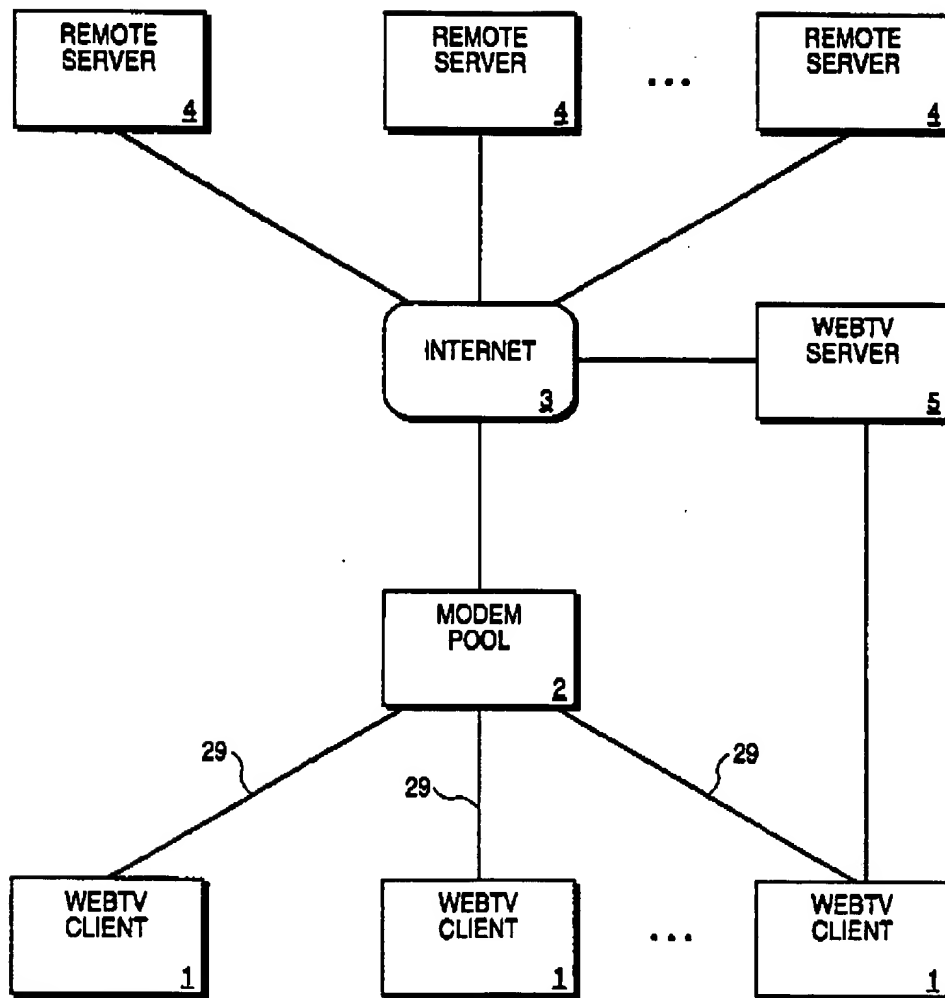 REMOTE
SERVER
4
REMOTE
SERVER
4
...
REMOTE
SERVER
4
INTERNET
3
WEBTV
SERVER
5
MODEM
POOL
2
29
29
29
WEBTV
CLIENT
1
WEBTV
CLIENT
1
...
WEBTV
CLIENT
1